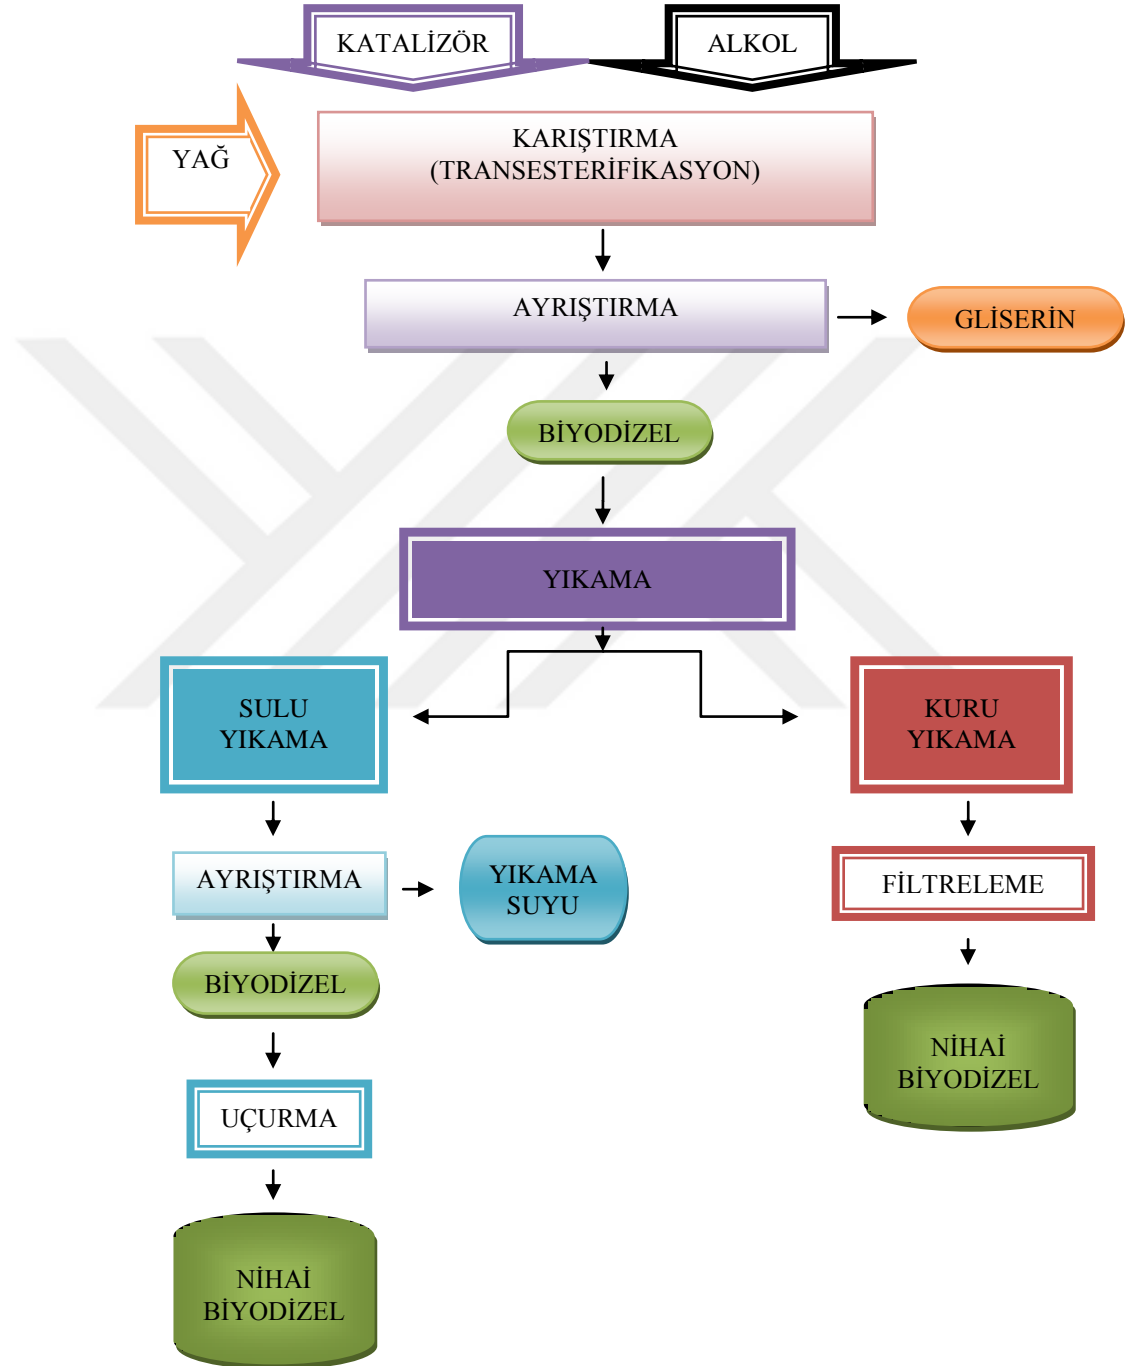 KATALİZÖR
ALKOL
YAĞ
KARIŞTIRMA
(TRANSESTERİFİKASYON)
AYRIŞTIRMA
GLİSERİN
BİYODİZEL
YIKAMA
SULU
YIKAMA
KURU
YIKAMA
AYRIŞTIRMA
YIKAMA
SUYU
FİLTRELEME
BİYODİZEL
NİHAİ
BİYODİZEL
UÇURMA
NİHAİ
BİYODİZEL